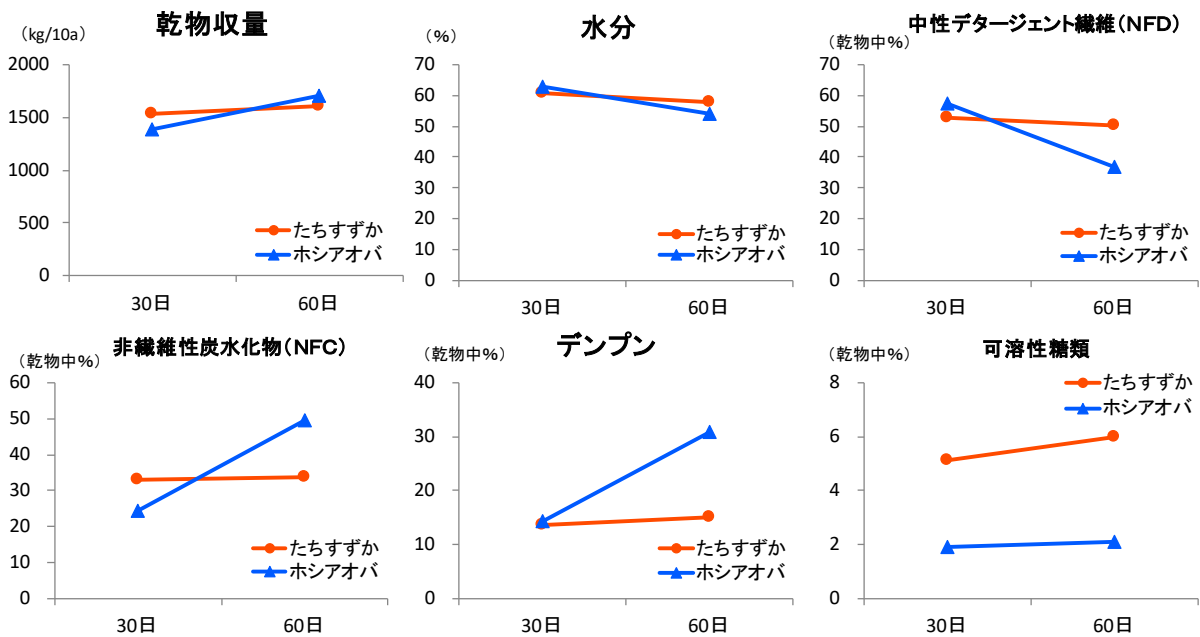 乾物収量
（kg/10a）
2000
1500
1000
500
0
たちすずか
ホシアオバ
30日
60日
水分
（%）
70
60
50
40
30
20
10
0
たちすずか
ホシアオバ
30日
60日
中性デタージェント繊維（NFD）
（乾物中%）
70
60
50
40
30
20
10
0
たちすずか
ホシアオバ
30日
60日
非繊維性炭水化物（NFC）
（乾物中%）
60
50
40
30
20
10
0
たちすずか
ホシアオバ
30日
60日
デンプン
（乾物中%）
40
30
20
10
0
たちすずか
ホシアオバ
30日
60日
可溶性糖類
（乾物中%）
8
6
4
2
0
たちすずか
ホシアオバ
30日
60日